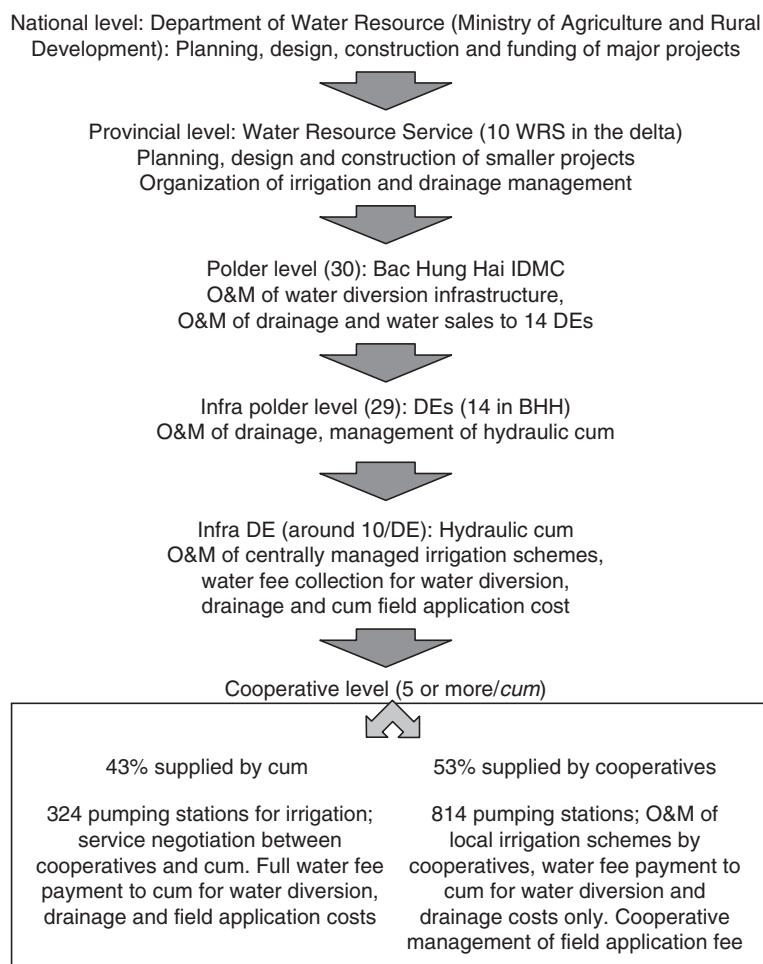 National level: Department of Water Resource (Ministry of Agriculture and Rural
Development): Planning, design, construction and funding of major projects
Provincial level: Water Resource Service (10 WRS in the delta)
Planning, design and construction of smaller projects
Organization of irrigation and drainage management
Polder level (30): Bac Hung Hai IDMC
O&M of water diversion infrastructure,
O&M of drainage and water sales to 14 DEs
Infra polder level (29): DEs (14 in BHH)
O&M of drainage, management of hydraulic cum
Infra DE (around 10/DE): Hydraulic cum
O&M of centrally managed irrigation schemes,
water fee collection for water diversion,
drainage and cum field application cost
Cooperative level (5 or more/cum)
43% supplied by cum
324 pumping stations for irrigation;
service negotiation between
cooperatives and cum. Full water fee
payment to cum for water diversion,
drainage and field application costs
53% supplied by cooperatives
814 pumping stations; O&M of
local irrigation schemes by
cooperatives, water fee payment to
cum for water diversion and
drainage costs only. Cooperative
management of field application fee